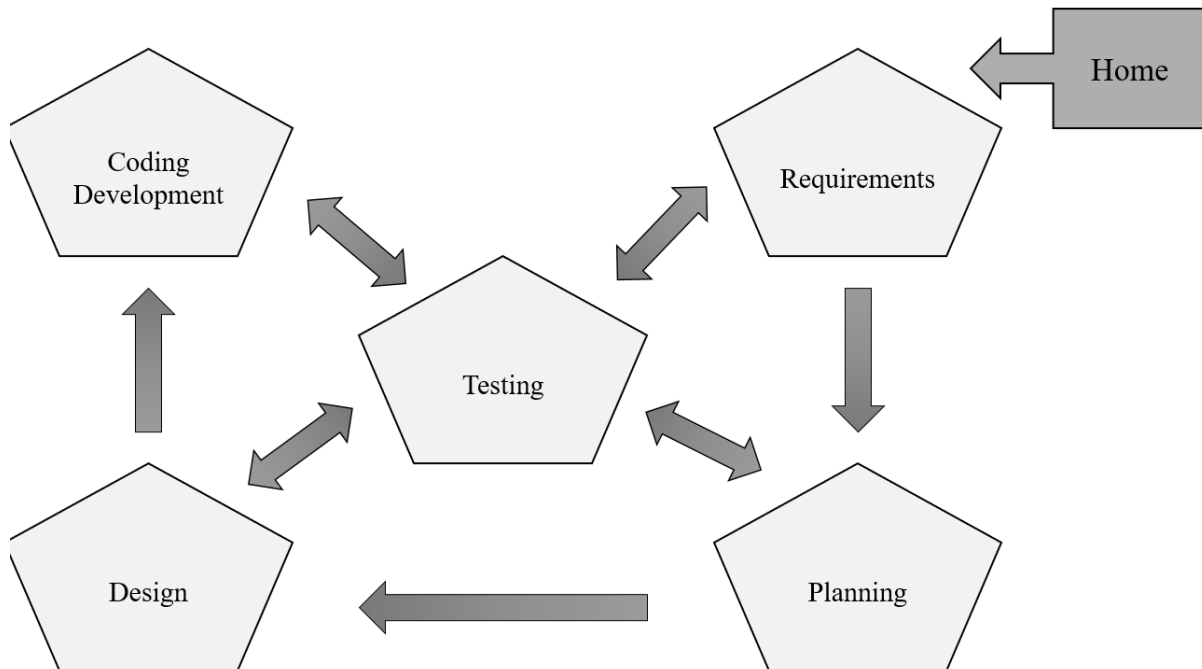 Home
Coding
Development
Requirements
Testing
Design
Planning